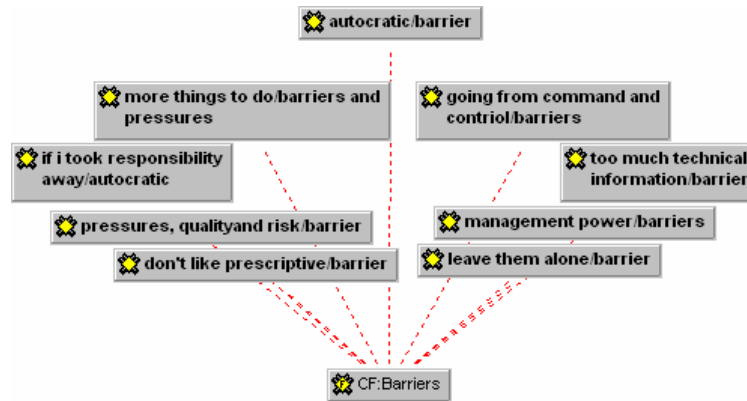 autocratic/barrier
more things to do/barriers and
pressures
going from command and
contriol/barriers
if i took responsibility
away/autocratic
too much technical
information/barrier
pressures, qualityand risk/barrier
management power/barriers
don't like prescriptive/barrier
leave them alone/barrier
CF:Barriers